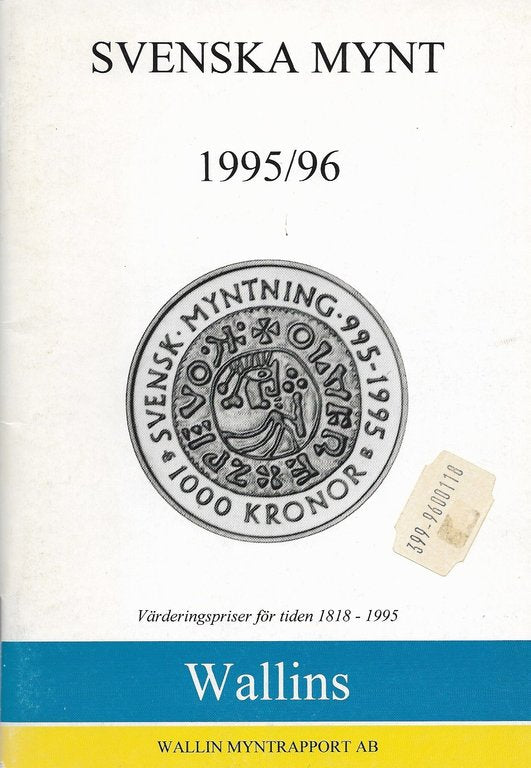 SVENSKA MYNT
1995/96
SVENSK · MYNTNING · 995-1995
1000 KRONOR
399-9600118
Värderingspriser för tiden 1818 - 1995
Wallins
WALLIN MYNTRAPPORT AB